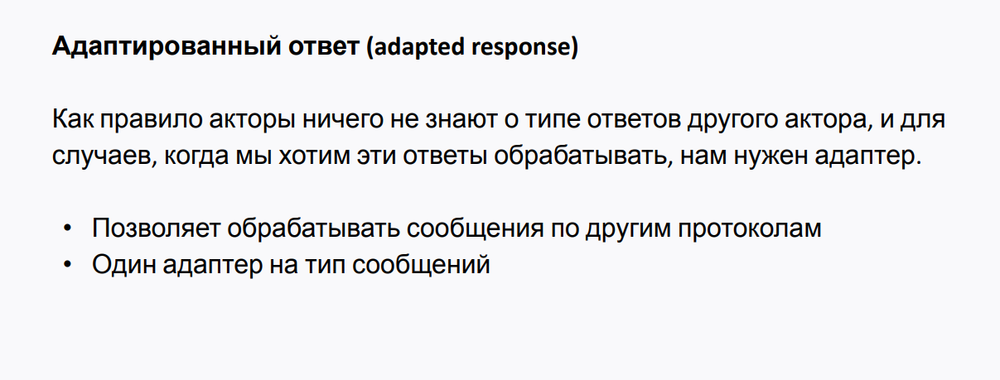 Адаптированный ответ (adapted response)
Как правило акторы ничего не знают о типе ответов другого актора, и для
случаев, когда мы хотим эти ответы обрабатывать, нам нужен адаптер.
• Позволяет обрабатывать сообщения по другим протоколам
• Один адаптер на тип сообщений